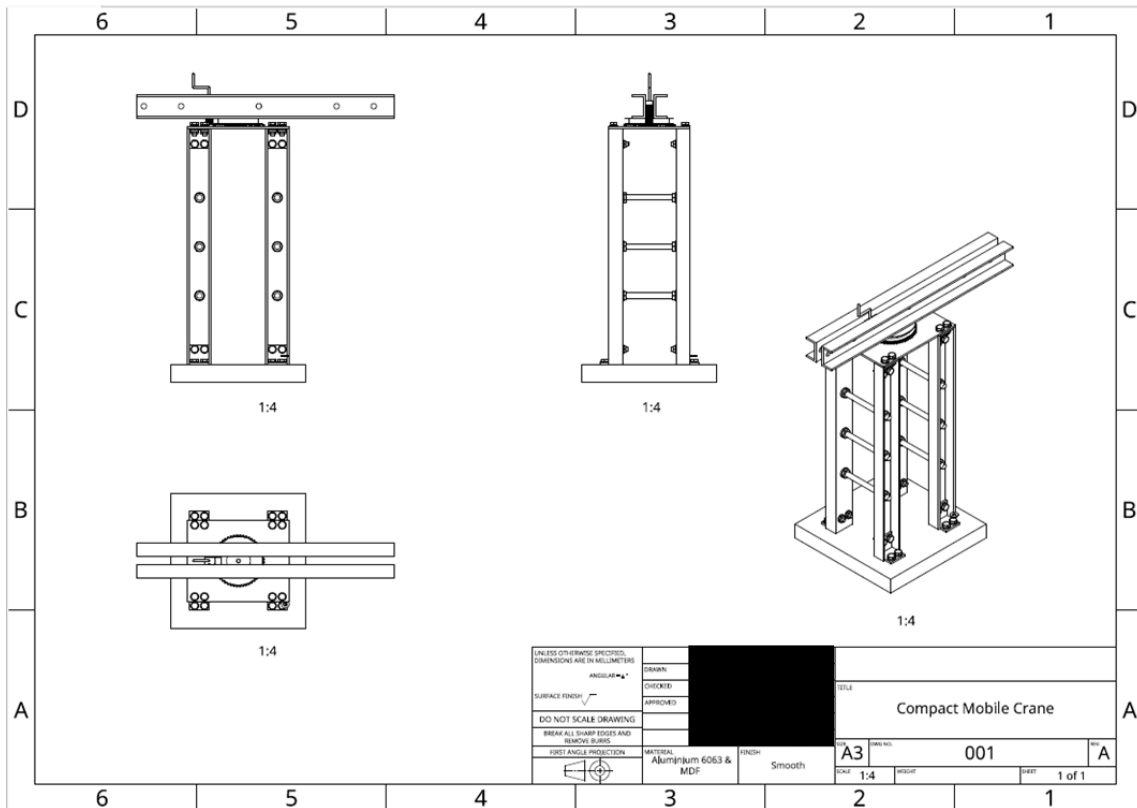 6 5 4 3 2 1
D D
C C
B B
A A
1:4
1:4
1:4
1:4
UNLESS OTHERWISE SPECIFIED,
DIMENSIONS ARE IN MILLIMETERS
ANGULAR=
SURFACE FINISH
DO NOT SCALE DRAWING
BREAK ALL SHARP EDGES AND
REMOVE BURRS
FIRST ANGLE PROJECTION
DRAWN
CHECKED
APPROVED
MATERIAL
Aluminium 6063 &
MDF
FINISH
Smooth
TITLE
Compact Mobile Crane
SIZE
A3
DWG NO.
001
REV
A
SCALE 1:4
WEIGHT
SHEET 1 of 1
6 5 4 3 2 1